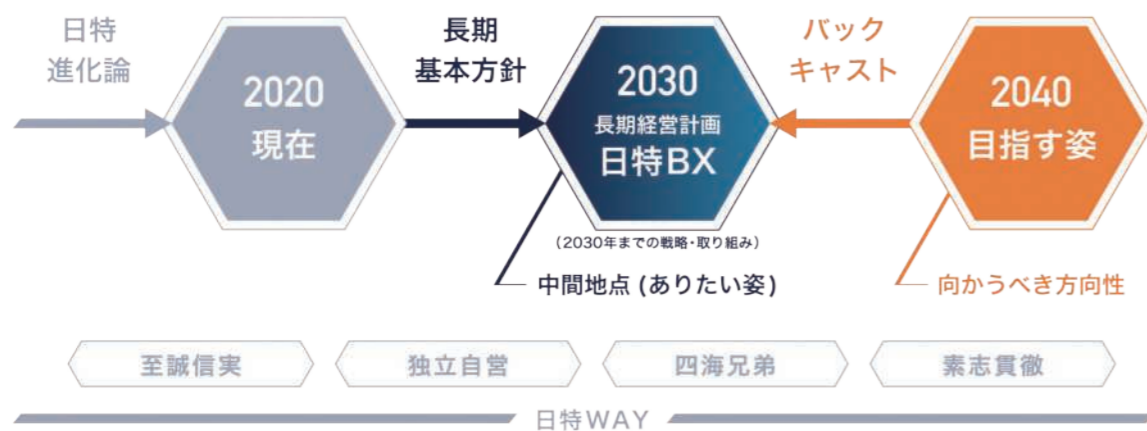 日特
進化論
2020
現在
長期
基本方針
2030
長期経営計画
日特BX
(2030年までの戦略・取り組み)
中間地点 (ありたい姿)
バック
キャスト
2040
目指す姿
向かうべき方向性
至誠信実
独立自営
四海兄弟
素志貫徹
日特WAY